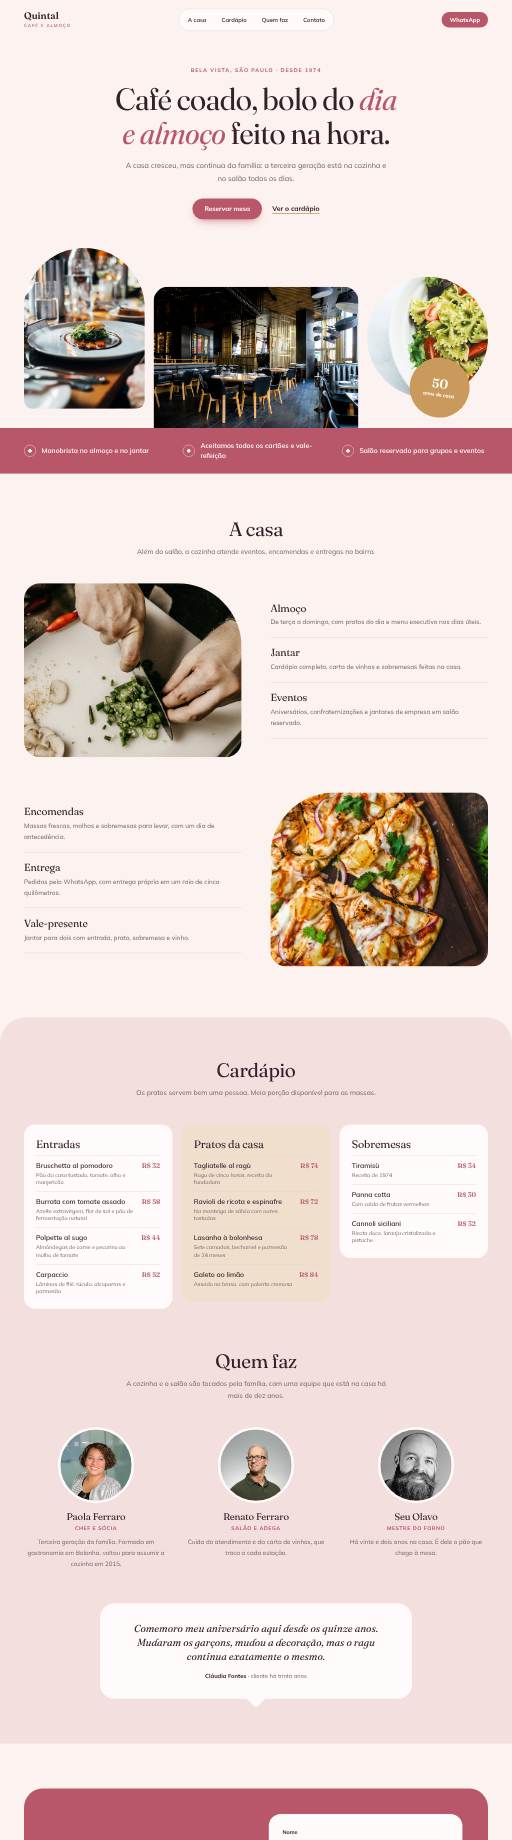 Quintal
CAFÉ E ALMOÇO
A casa
Cardápio
Quem faz
Contato
WhatsApp
BELA VISTA, SÃO PAULO · DESDE 1974
Café coado, bolo do dia
e almoço feito na hora.
A casa cresceu, mas continua da família: a terceira geração está na cozinha e
no salão todos os dias.
Reservar mesa
Ver o cardápio
50
anos de casa
Manobrista no almoço e no jantar
Aceitamos todos os cartões e vale-
refeição
Salão reservado para grupos e eventos
A casa
Além do salão, a cozinha atende eventos, encomendas e entregas no bairro.
Almoço
De terça a domingo, com pratos do dia e menu executivo nos dias úteis.
Jantar
Cardápio completo, carta de vinhos e sobremesas feitas na casa.
Eventos
Aniversários, confraternizações e jantares de empresa em salão
reservado.
Encomendas
Massas frescas, molhos e sobremesas para levar, com um dia de
antecedência.
Entrega
Pedidos pelo WhatsApp, com entrega própria em um raio de cinco
quilômetros.
Vale-presente
Jantar para dois com entrada, prato, sobremesa e vinho.
Cardápio
Os pratos servem bem uma pessoa. Meia porção disponível para as massas.
Entradas
Bruschetta al pomodoro R$ 32
Pão da casa tostado, tomate, alho e
manjericão
Burrata com tomate assado R$ 58
Azeite extravirgem, flor de sal e pão de
fermentação natural
Polpette al sugo R$ 44
Almôndegas de carne e pecorino ao
molho de tomate
Carpaccio R$ 52
Lâminas de filé, rúcula, alcaparras e
parmesão
Pratos da casa
Tagliatelle al ragù R$ 74
Ragu de cinco horas, receita da
fundadora
Ravioli de ricota e espinafre R$ 72
Na manteiga de sálvia com nozes
tostadas
Lasanha à bolonhesa R$ 78
Sete camadas, bechamel e parmesão
de 24 meses
Galeto ao limão R$ 84
Assado na brasa, com polenta cremosa
Sobremesas
Tiramisù R$ 34
Receita de 1974
Panna cotta R$ 30
Com calda de frutas vermelhas
Cannoli siciliani R$ 32
Ricota doce, laranja cristalizada e
pistache
Quem faz
A cozinha e o salão são tocados pela família, com uma equipe que está na casa há
mais de dez anos.
Paola Ferraro
CHEF E SÓCIA
Terceira geração da família. Formada em
gastronomia em Bolonha, voltou para assumir a
cozinha em 2015.
Renato Ferraro
SALÃO E ADEGA
Cuida do atendimento e da carta de vinhos, que
troca a cada estação.
Seu Olavo
MESTRE DO FORNO
Há vinte e dois anos na casa. É dele o pão que
chega à mesa.
Comemoro meu aniversário aqui desde os quinze anos.
Mudaram os garçons, mudou a decoração, mas o ragu
continua exatamente o mesmo.
Cláudia Fontes · cliente há trinta anos
Nome